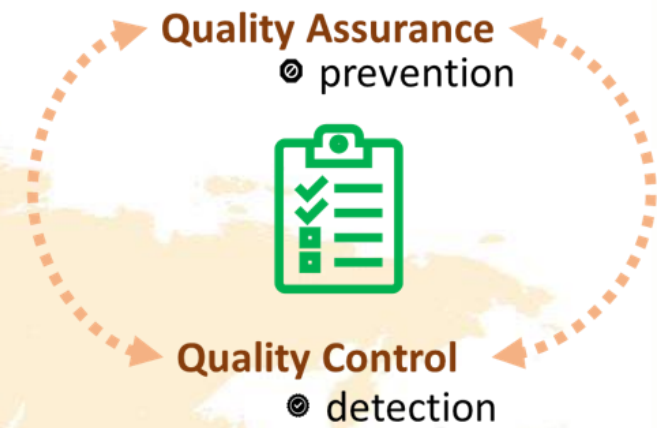 Quality Assurance
prevention
Quality Control
detection